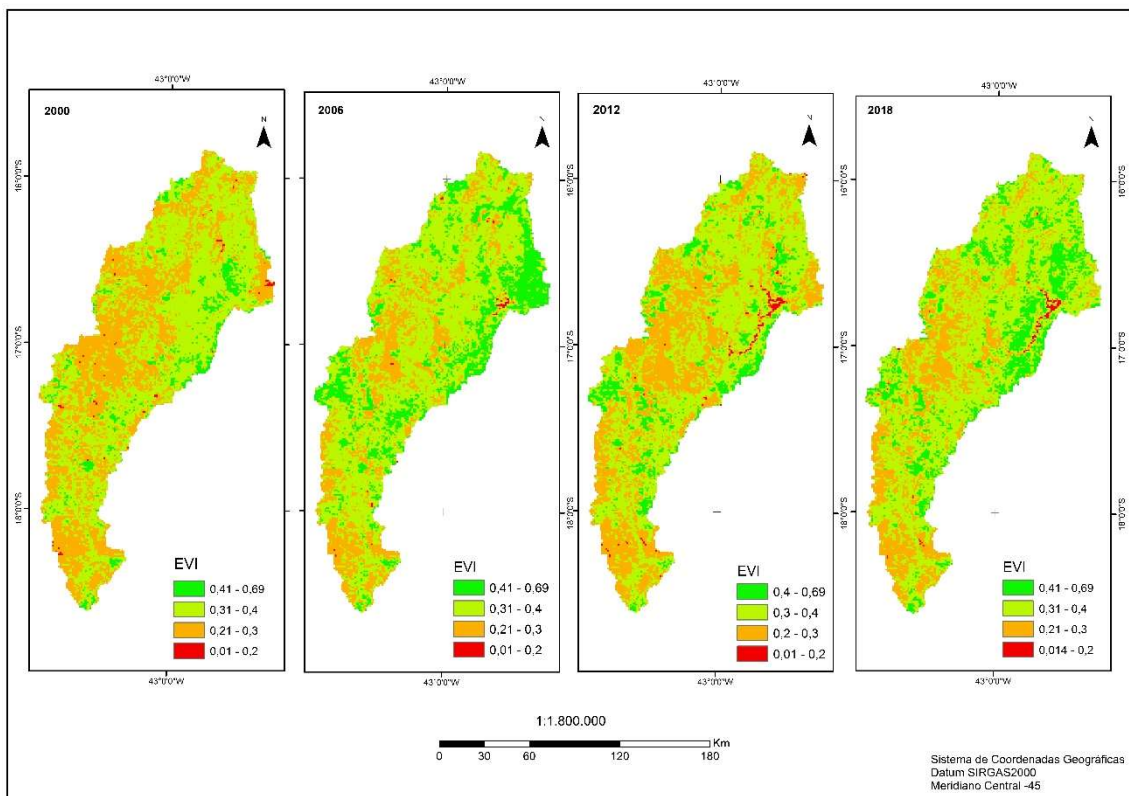 43°0'0"W
43°0'0"W
43°0'0"W
43°0'0"W
2000
N
2006
2012
2018
16°0'0"S
16°0'0"S
16°0'0"S
16°0'0"S
17°0'0"S
17°0'0"S
17°0'0"S
17°0'0"S
18°0'0"S
18°0'0"S
18°0'0"S
18°0'0"S
EVI
0,41 - 0,69
0,31 - 0,4
0,21 - 0,3
0,01 - 0,2
EVI
0,41 - 0,69
0,31 - 0,4
0,21 - 0,3
0,01 - 0,2
EVI
0,4 - 0,69
0,3 - 0,4
0,2 - 0,3
0,01 - 0,2
EVI
0,41 - 0,69
0,31 - 0,4
0,21 - 0,3
0,014 - 0,2
43°0'0"W
43°0'0"W
43°0'0"W
43°0'0"W
1:1.800.000
Km
0 30 60 120 180
Sistema de Coordenadas Geográficas
Datum SIRGAS2000
Meridiano Central -45